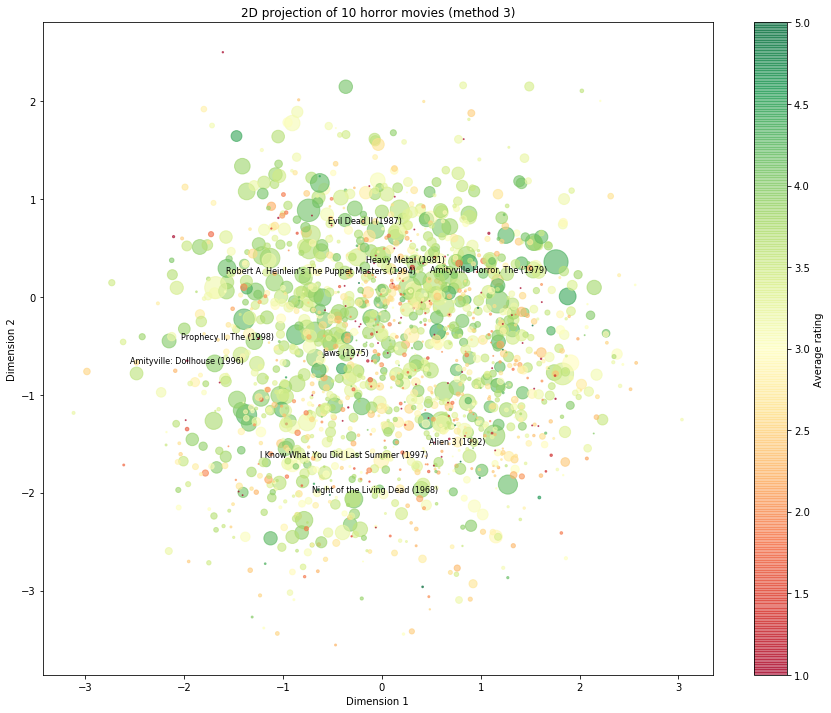 2D projection of 10 horror movies (method 3)
5.0
4.5
4.0
3.5
3.0
2.5
2.0
1.5
1.0
Average rating
2
1
0
−1
−2
−3
Dimension 2
Evil Dead II (1987)
Heavy Metal (1981)
Robert A. Heinlein's The Puppet Masters (1994)
Amityville Horror, The (1979)
Prophecy II, The (1998)
Jaws (1975)
Amityville: Dollhouse (1996)
Alien 3 (1992)
I Know What You Did Last Summer (1997)
Night of the Living Dead (1968)
−3
−2
−1
0
1
2
3
Dimension 1